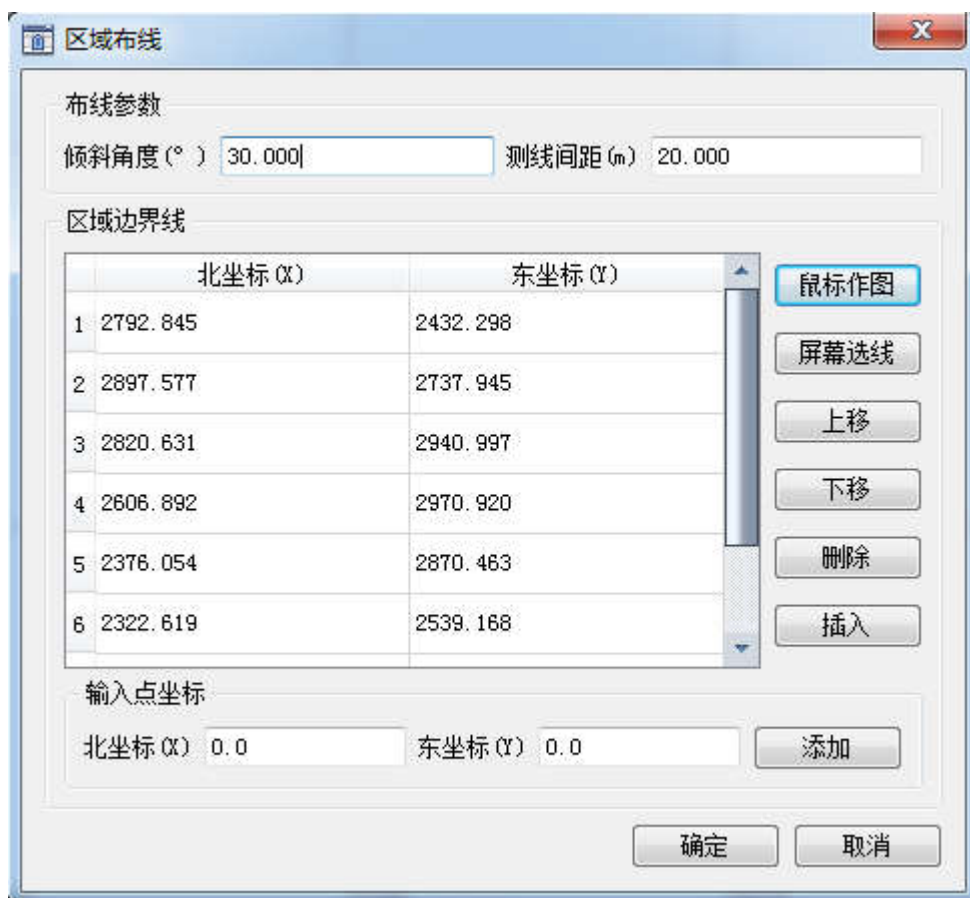 区域布线
布线参数
倾斜角度(°) 30.000 测线间距(m) 20.000
区域边界线
北坐标(X) 东坐标(Y)
鼠标作图
1 2792.845 2432.298
屏幕选线
2 2897.577 2737.945
上移
3 2820.631 2940.997
下移
4 2606.892 2970.920
删除
5 2376.054 2870.463
插入
6 2322.619 2539.168
输入点坐标
北坐标(X) 0.0 东坐标(Y) 0.0 添加
确定 取消